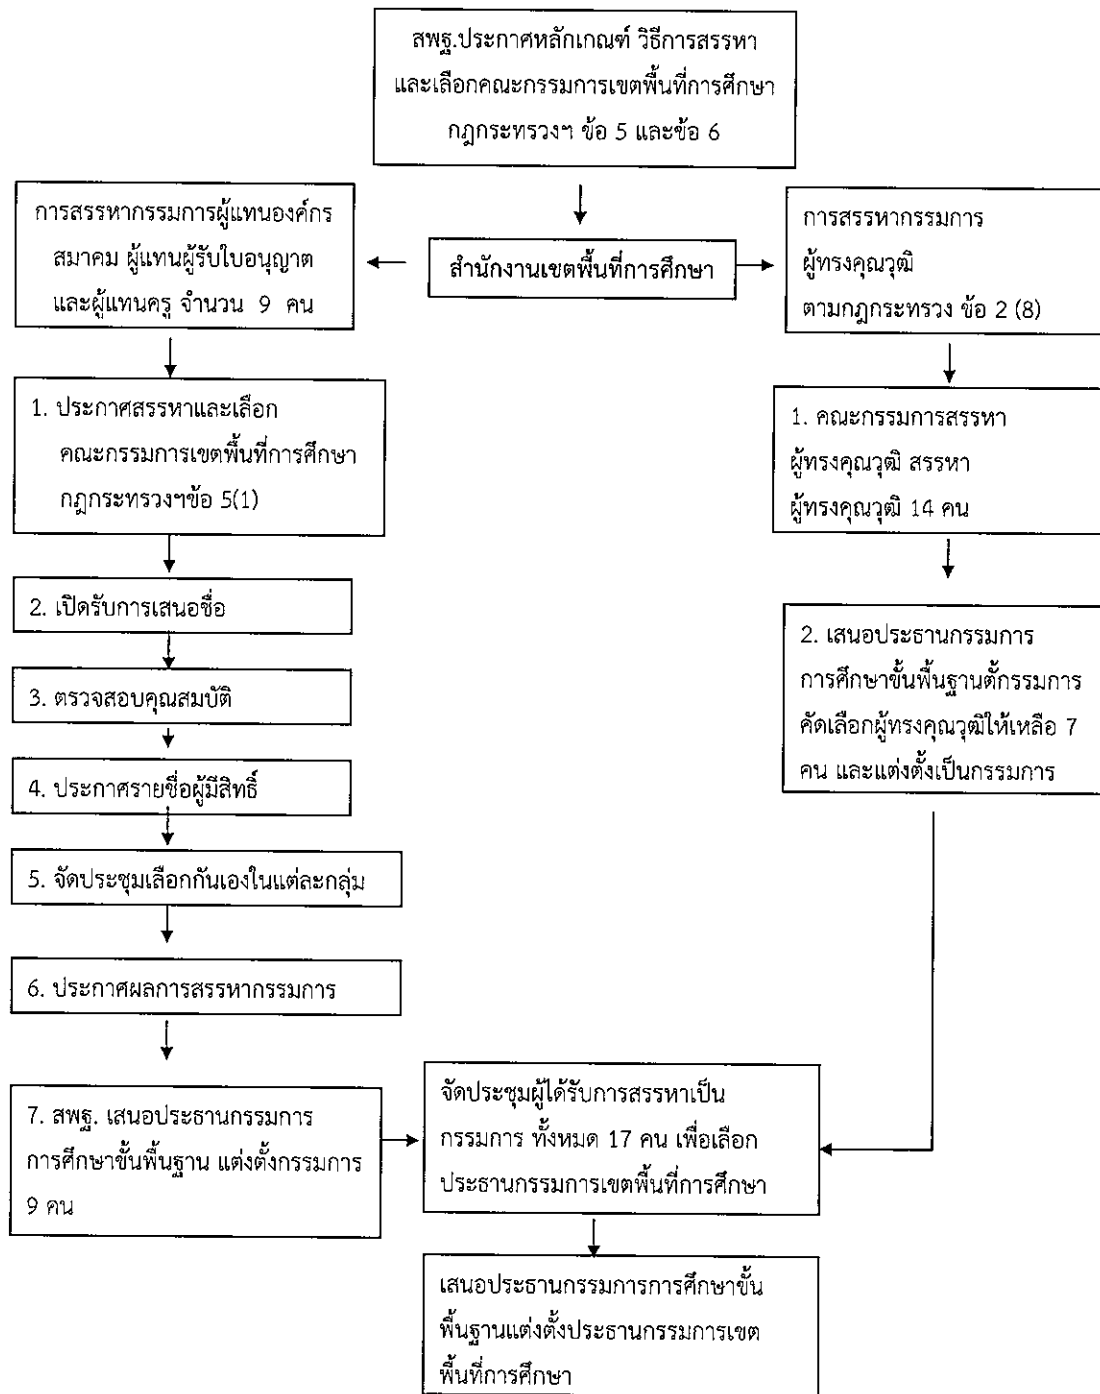 สพฐ.ประกาศหลักเกณฑ์ วิธีการสรรหา
และเลือกคณะกรรมการเขตพื้นที่การศึกษา
กฎกระทรวงฯ ข้อ 5 และข้อ 6
การสรรหากรรมการผู้แทนองค์กร
สมาคม ผู้แทนผู้รับใบอนุญาต
และผู้แทนครู จำนวน 9 คน
สำนักงานเขตพื้นที่การศึกษา
การสรรหากรรมการ
ผู้ทรงคุณวุฒิ
ตามกฎกระทรวง ข้อ 2 (8)
1. ประกาศสรรหาและเลือก
คณะกรรมการเขตพื้นที่การศึกษา
กฎกระทรวงฯข้อ 5(1)
2. เปิดรับการเสนอชื่อ
3. ตรวจสอบคุณสมบัติ
4. ประกาศรายชื่อผู้มีสิทธิ์
5. จัดประชุมเลือกกันเองในแต่ละกลุ่ม
6. ประกาศผลการสรรหากรรมการ
7. สพฐ. เสนอประธานกรรมการ
การศึกษาขั้นพื้นฐาน แต่งตั้งกรรมการ
9 คน
1. คณะกรรมการสรรหา
ผู้ทรงคุณวุฒิ สรรหา
ผู้ทรงคุณวุฒิ 14 คน
2. เสนอประธานกรรมการ
การศึกษาขั้นพื้นฐานตั้กรรมการ
คัดเลือกผู้ทรงคุณวุฒิให้เหลือ 7
คน และแต่งตั้งเป็นกรรมการ
จัดประชุมผู้ได้รับการสรรหาเป็น
กรรมการ ทั้งหมด 17 คน เพื่อเลือก
ประธานกรรมการเขตพื้นที่การศึกษา
เสนอประธานกรรมการการศึกษาขั้น
พื้นฐานแต่งตั้งประธานกรรมการเขต
พื้นที่การศึกษา